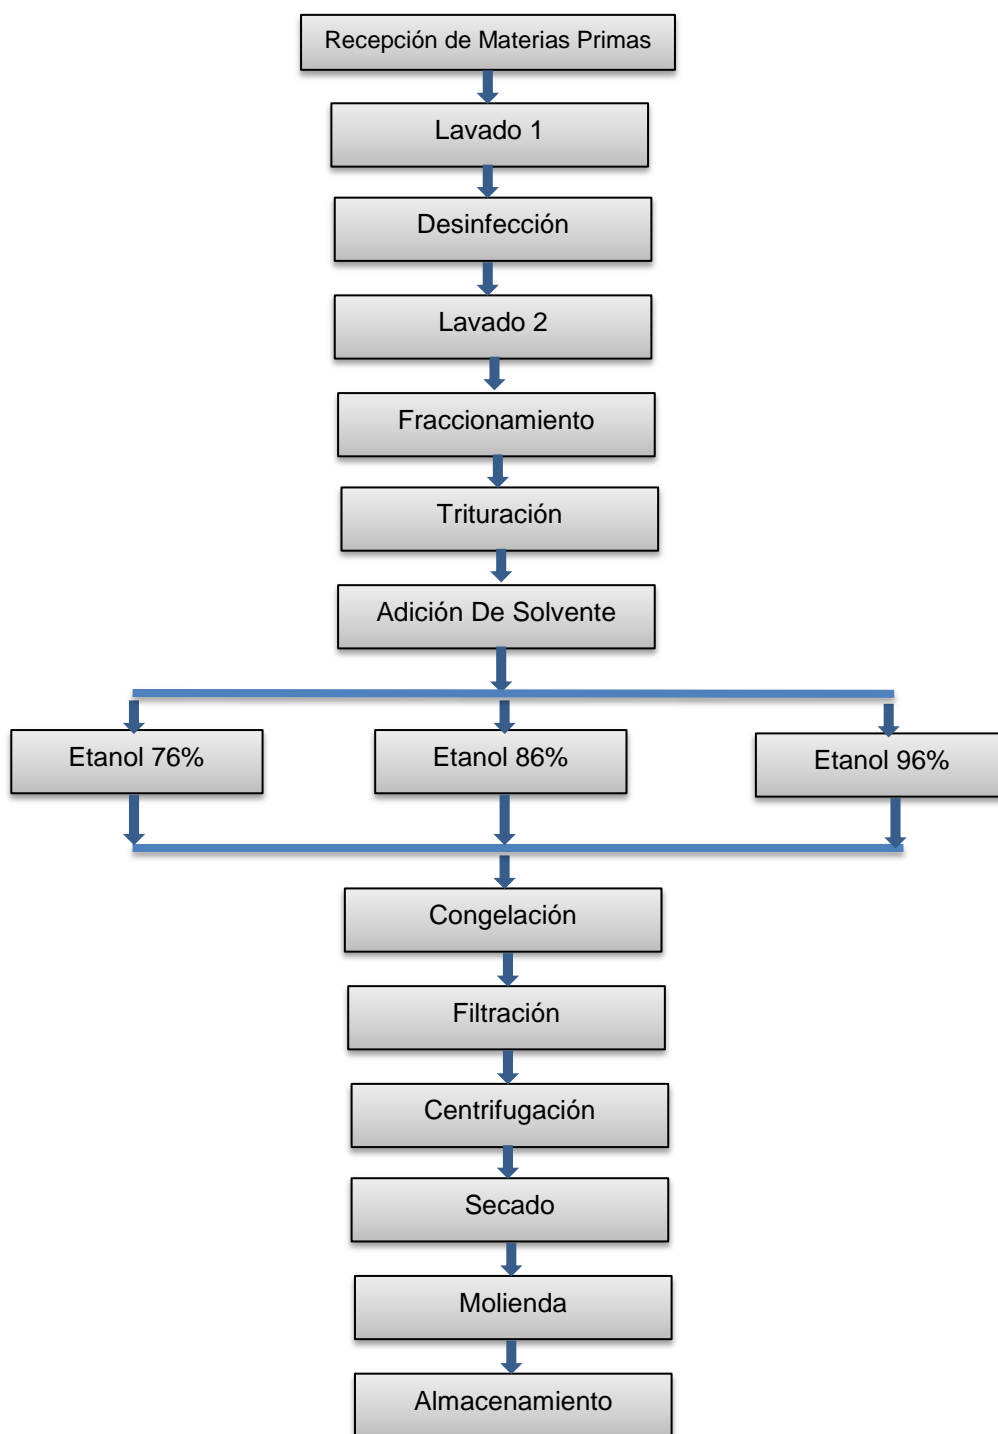 Recepción de Materias Primas
Lavado 1
Desinfección
Lavado 2
Fraccionamiento
Trituración
Adición De Solvente
Etanol 76%
Etanol 86%
Etanol 96%
Congelación
Filtración
Centrifugación
Secado
Molienda
Almacenamiento